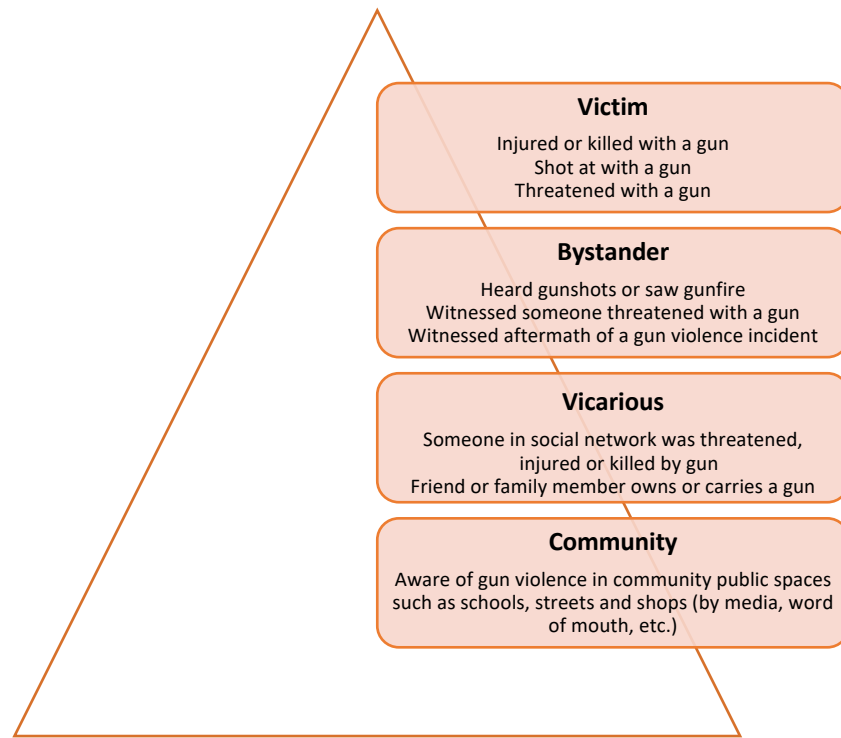 Victim
Injured or killed with a gun
Shot at with a gun
Threatened with a gun
Bystander
Heard gunshots or saw gunfire
Witnessed someone threatened with a gun
Witnessed aftermath of a gun violence incident
Vicarious
Someone in social network was threatened,
injured or killed by gun
Friend or family member owns or carries a gun
Community
Aware of gun violence in community public spaces
such as schools, streets and shops (by media, word
of mouth, etc.)